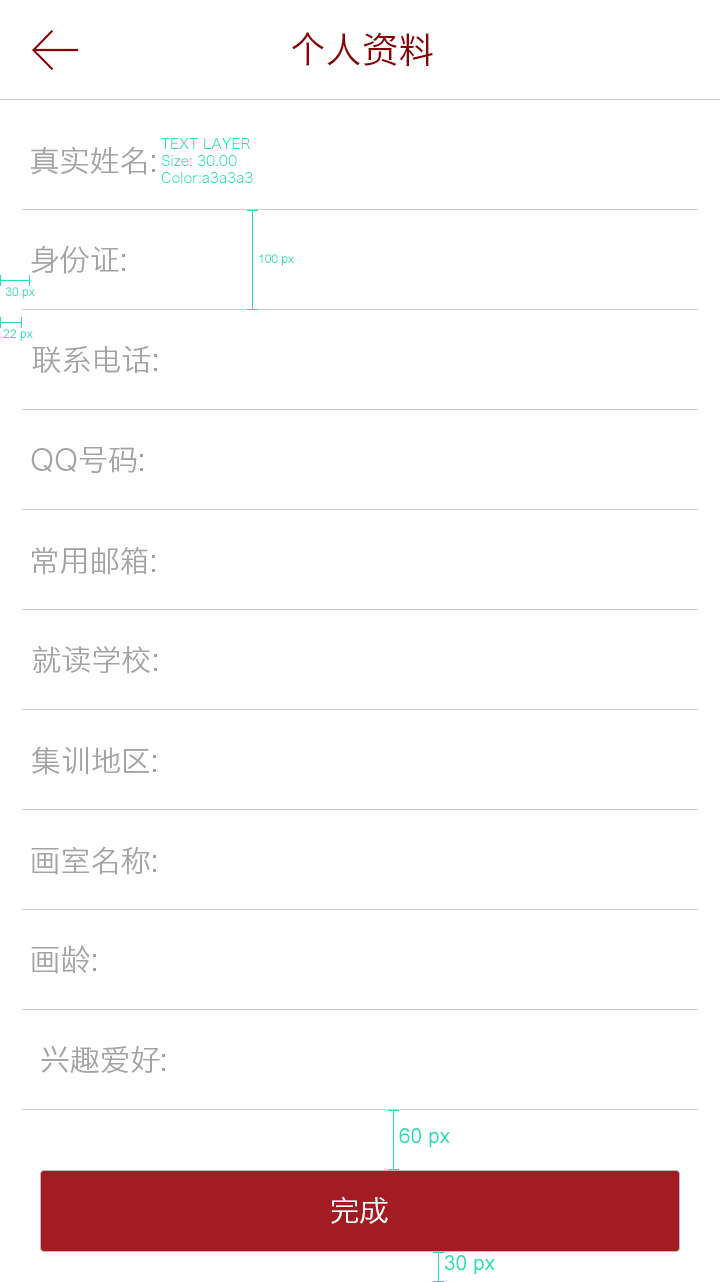 个人资料
真实姓名:
TEXT LAYER
Size: 30.00
Color:a3a3a3
身份证:
100 px
30 px
22 px
联系电话:
QQ号码:
常用邮箱:
就读学校:
集训地区:
画室名称:
画龄:
兴趣爱好:
60 px
完成
30 px